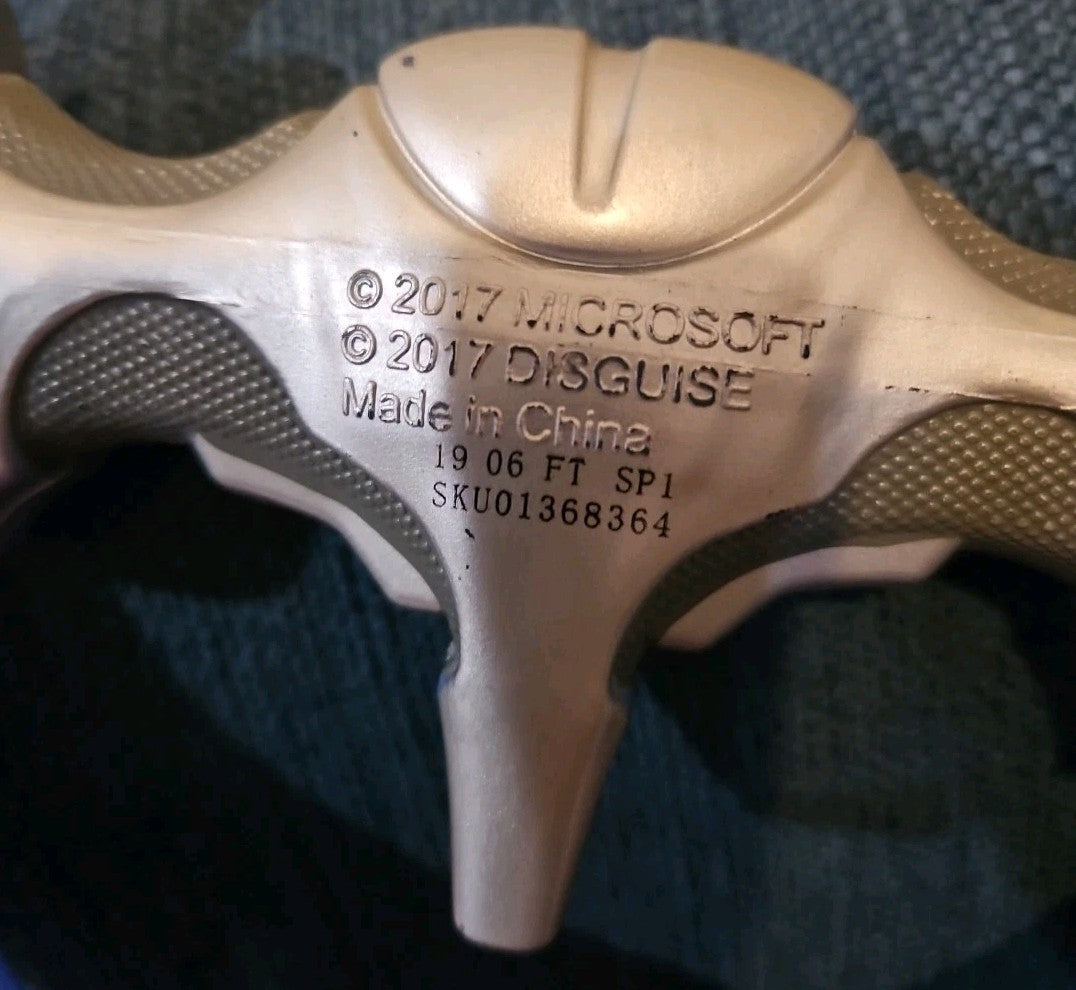 © 2017 MICROSOFT
© 2017 DISGUISE
Made in China
19 06 FT SP1
SKU01368364